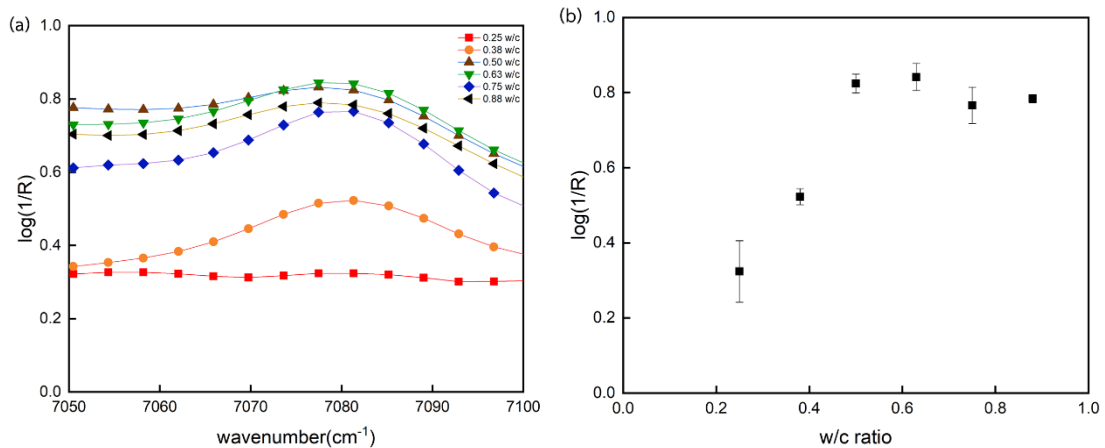 (a)
1.0
0.8
0.6
0.4
0.2
0.0
log(1/R)
7050
7060
7070
7080
7090
7100
wavenumber(cm⁻¹)
0.25 w/c
0.38 w/c
0.50 w/c
0.63 w/c
0.75 w/c
0.88 w/c
(b)
1.0
0.8
0.6
0.4
0.2
0.0
log(1/R)
0.0
0.2
0.4
0.6
0.8
1.0
w/c ratio